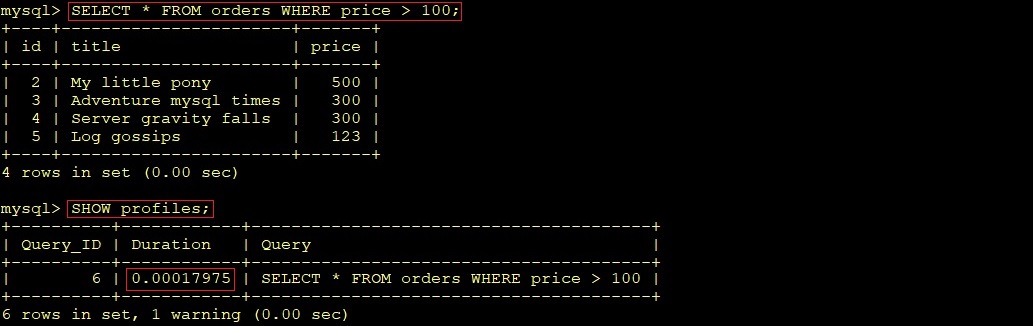 mysql> SELECT * FROM orders WHERE price > 100;
+----+-----------------------+-------+
| id | title                 | price |
+----+-----------------------+-------+
|  2 | My little pony        |   500 |
|  3 | Adventure mysql times |   300 |
|  4 | Server gravity falls  |   300 |
|  5 | Log gossips           |   123 |
+----+-----------------------+-------+
4 rows in set (0.00 sec)
mysql> SHOW profiles;
+----------+------------+--------------------------------------------+
| Query_ID | Duration   | Query                                      |
+----------+------------+--------------------------------------------+
|        6 | 0.00017975 | SELECT * FROM orders WHERE price > 100 |
+----------+------------+--------------------------------------------+
6 rows in set, 1 warning (0.00 sec)